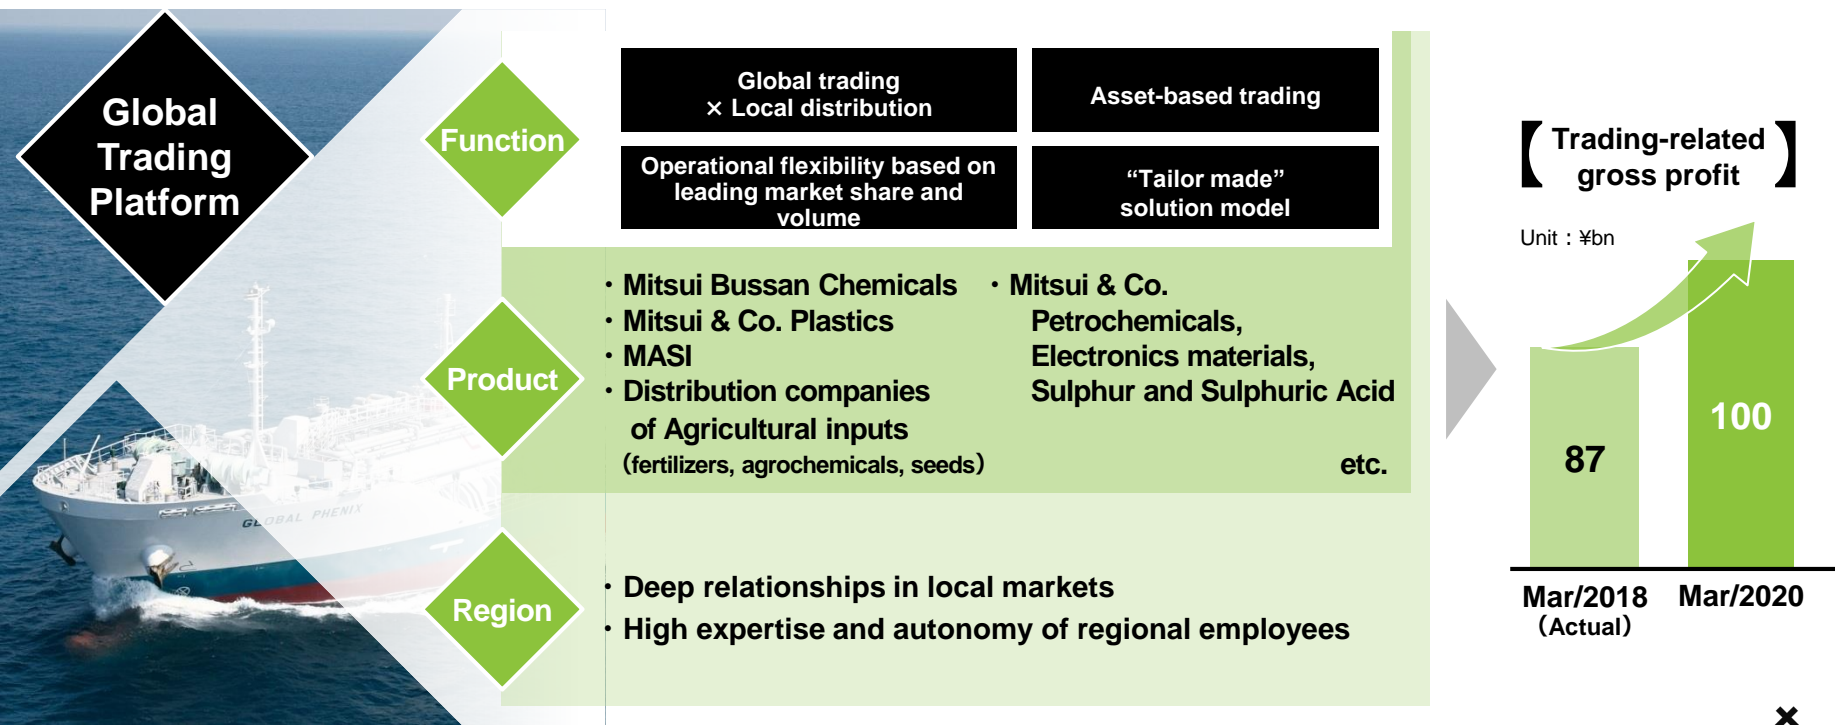 Global
Trading
Platform
Function
Global trading
× Local distribution
Asset-based trading
Operational flexibility based on
leading market share and
volume
“Tailor made”
solution model
Product
・Mitsui Bussan Chemicals
・Mitsui & Co. Plastics
・MASI
・Distribution companies
of Agricultural inputs
（fertilizers, agrochemicals, seeds）
・Mitsui & Co.
Petrochemicals,
Electronics materials,
Sulphur and Sulphuric Acid
etc.
GLOBAL PHENIX
Region
・Deep relationships in local markets
・High expertise and autonomy of regional employees
【Trading-related
gross profit】
Unit：¥bn
87
100
Mar/2018
（Actual）
Mar/2020
×